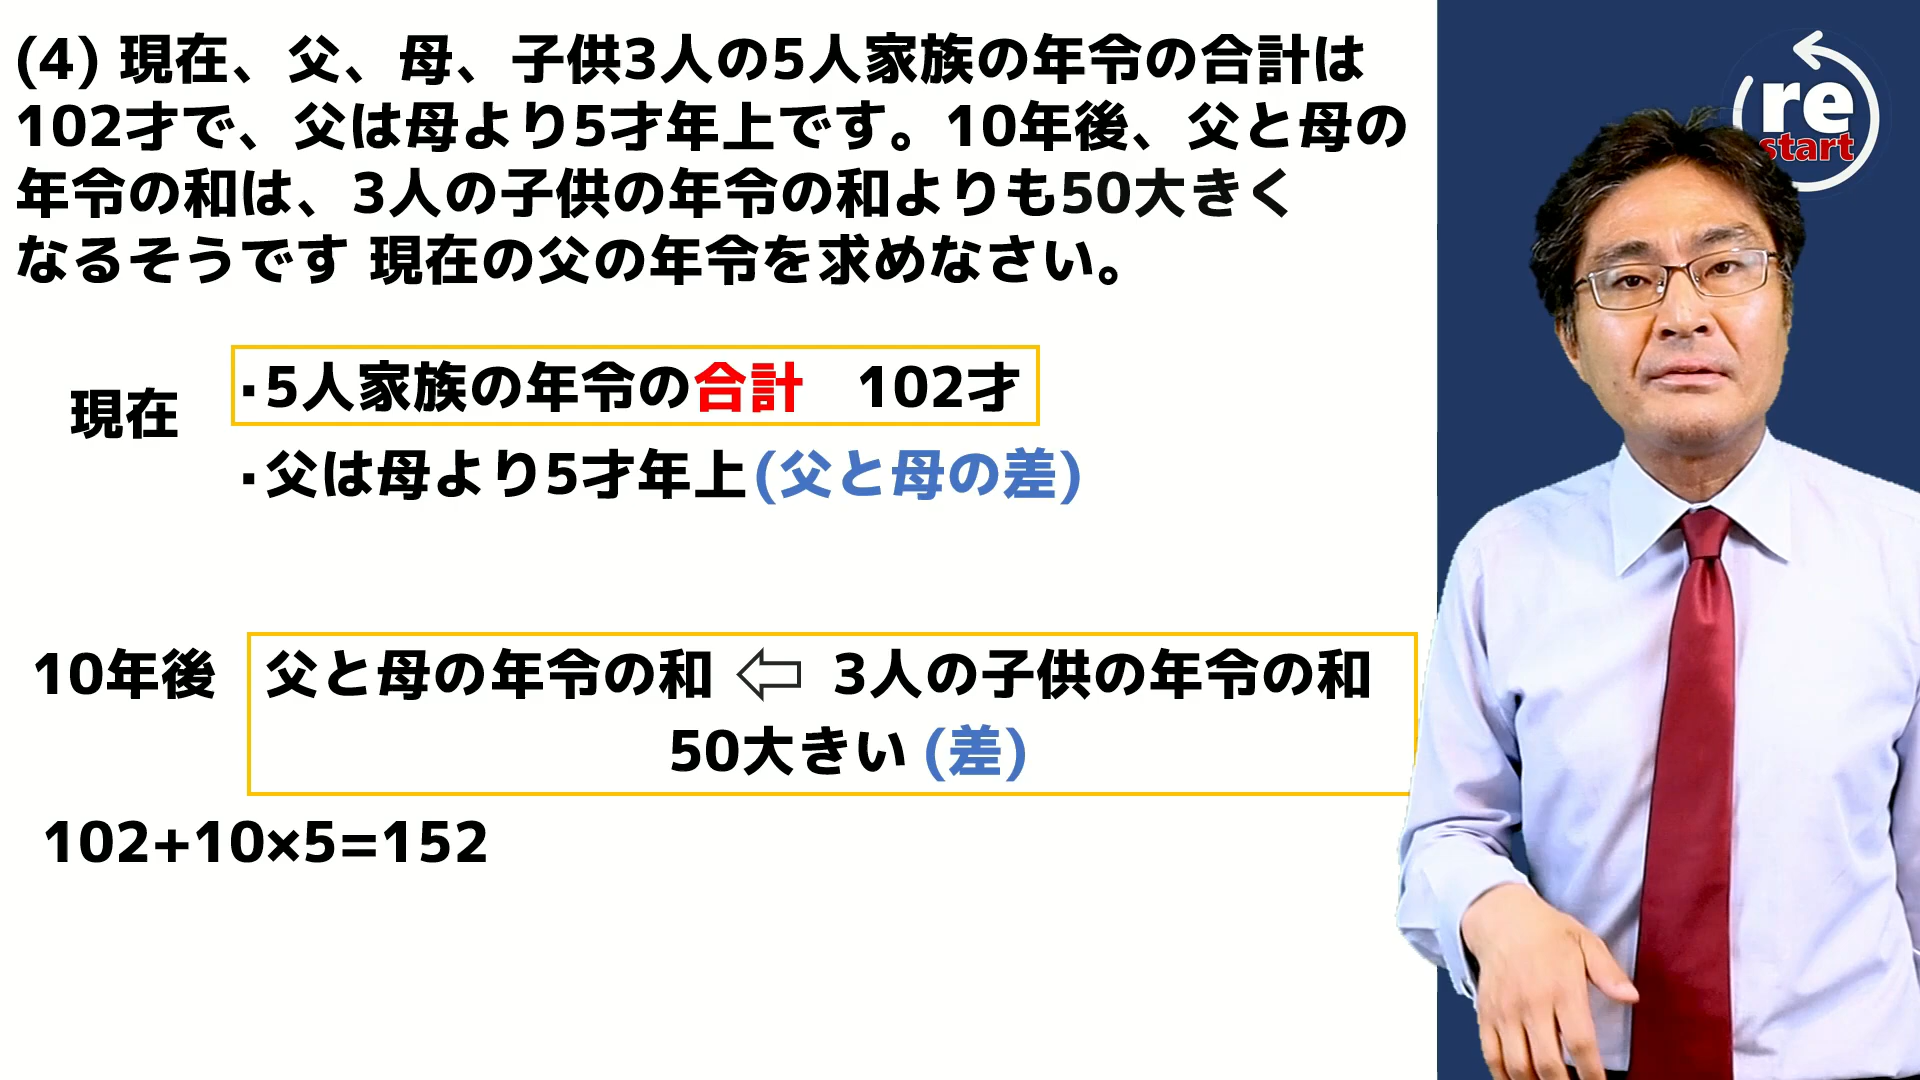 (4) 現在、父、母、子供3人の5人家族の年令の合計は
102才で、父は母より5才年上です。10年後、父と母の
年令の和は、3人の子供の年令の和よりも50大きく
なるそうです 現在の父の年令を求めなさい。
re
start
現在
・5人家族の年令の合計 102才
・父は母より5才年上(父と母の差)
10年後
父と母の年令の和 ⇦ 3人の子供の年令の和
50大きい (差)
102+10×5=152